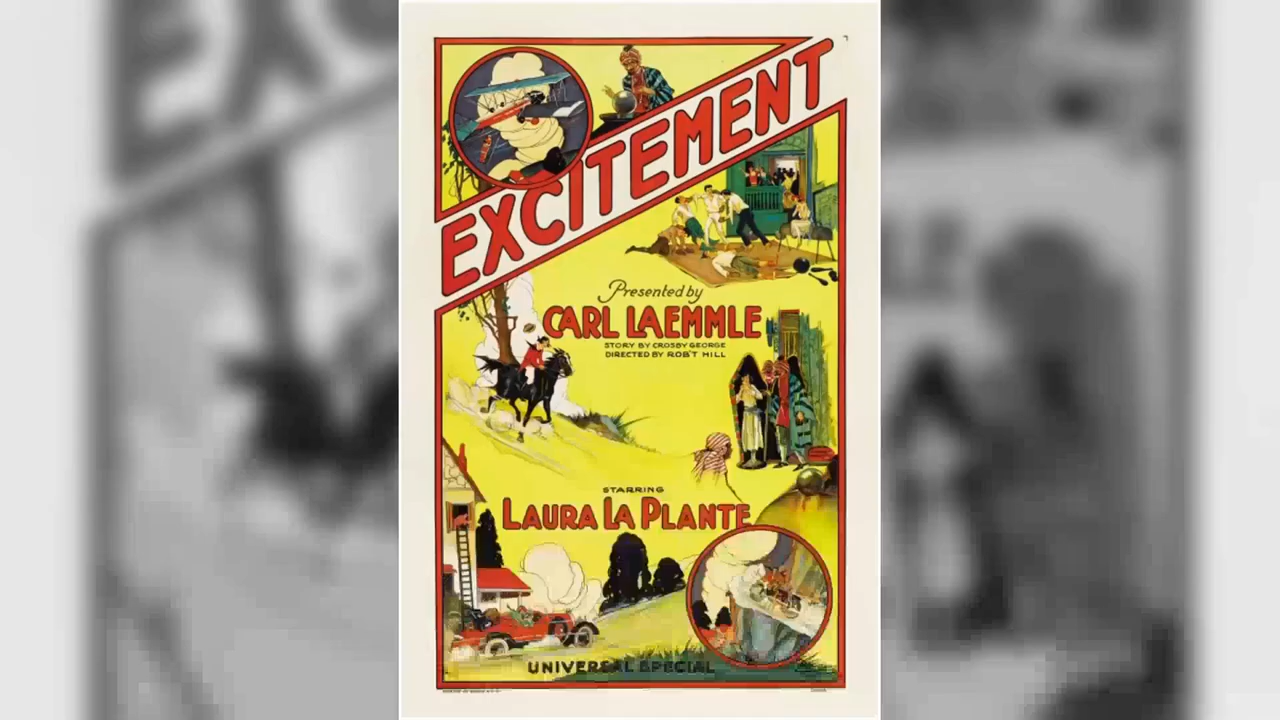 EXCITEMENT
Presented by
CARL LAEMMLE
STORY BY CROSBY GEORGE
DIRECTED BY ROB'T HILL
STARRING
LAURA LA PLANTE
UNIVERSAL SPECIAL